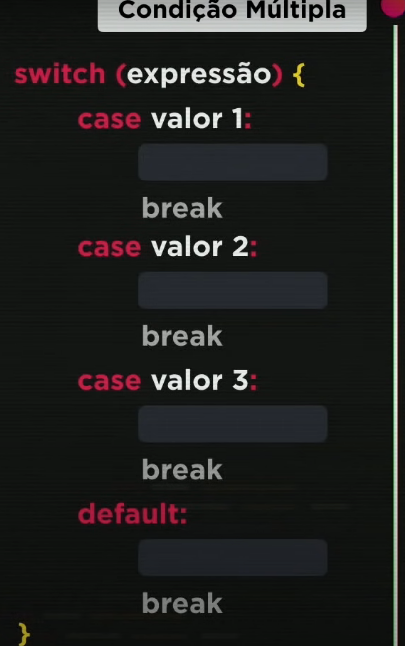 Condição Múltipla
switch (expressão) {
case valor 1:
break
case valor 2:
break
case valor 3:
break
default:
break
}